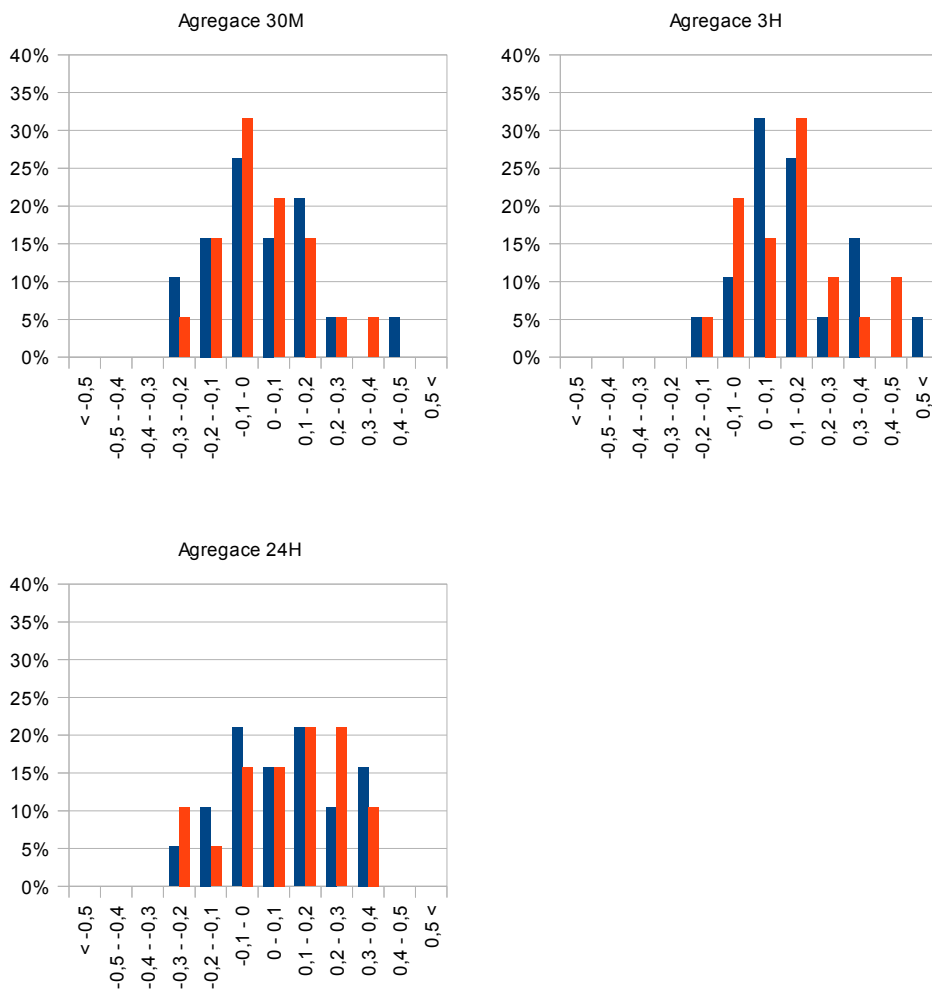 Agregace 30M
40%
35%
30%
25%
20%
15%
10%
5%
0%
< -0,5
-0,5 - -0,4
-0,4 - -0,3
-0,3 - -0,2
-0,2 - -0,1
-0,1 - 0
0 - 0,1
0,1 - 0,2
0,2 - 0,3
0,3 - 0,4
0,4 - 0,5
0,5 <
Agregace 3H
40%
35%
30%
25%
20%
15%
10%
5%
0%
< -0,5
-0,5 - -0,4
-0,4 - -0,3
-0,3 - -0,2
-0,2 - -0,1
-0,1 - 0
0 - 0,1
0,1 - 0,2
0,2 - 0,3
0,3 - 0,4
0,4 - 0,5
0,5 <
Agregace 24H
40%
35%
30%
25%
20%
15%
10%
5%
0%
< -0,5
-0,5 - -0,4
-0,4 - -0,3
-0,3 - -0,2
-0,2 - -0,1
-0,1 - 0
0 - 0,1
0,1 - 0,2
0,2 - 0,3
0,3 - 0,4
0,4 - 0,5
0,5 <